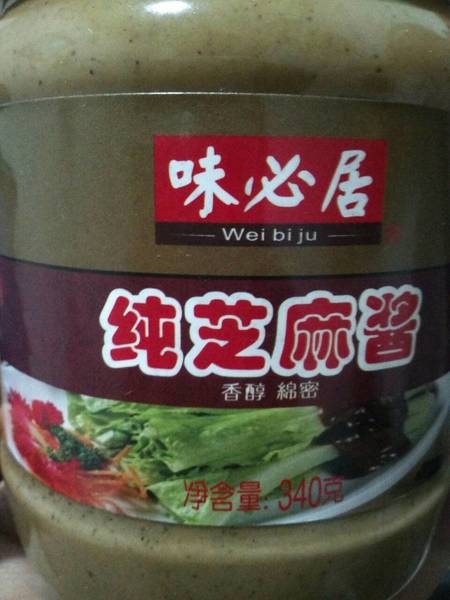 味必居
Wei bi ju
纯芝麻酱
香醇 綿密
净含量: 340克